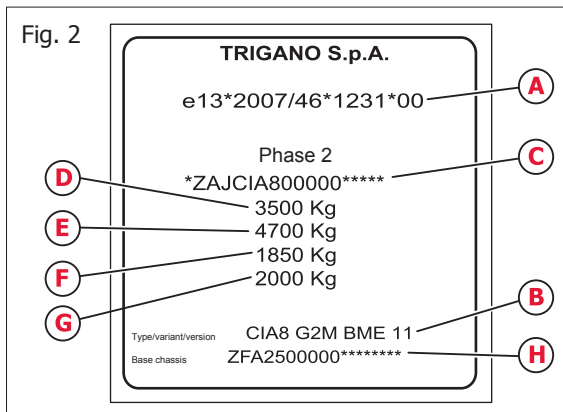 Fig. 2
TRIGANO S.p.A.
e13*2007/46*1231*00
A
Phase 2
*ZAJCIA800000*****
C
D
3500 Kg
E
4700 Kg
F
1850 Kg
G
2000 Kg
B
Type/variant/version CIA8 G2M BME 11
Base chassis ZFA2500000********
H